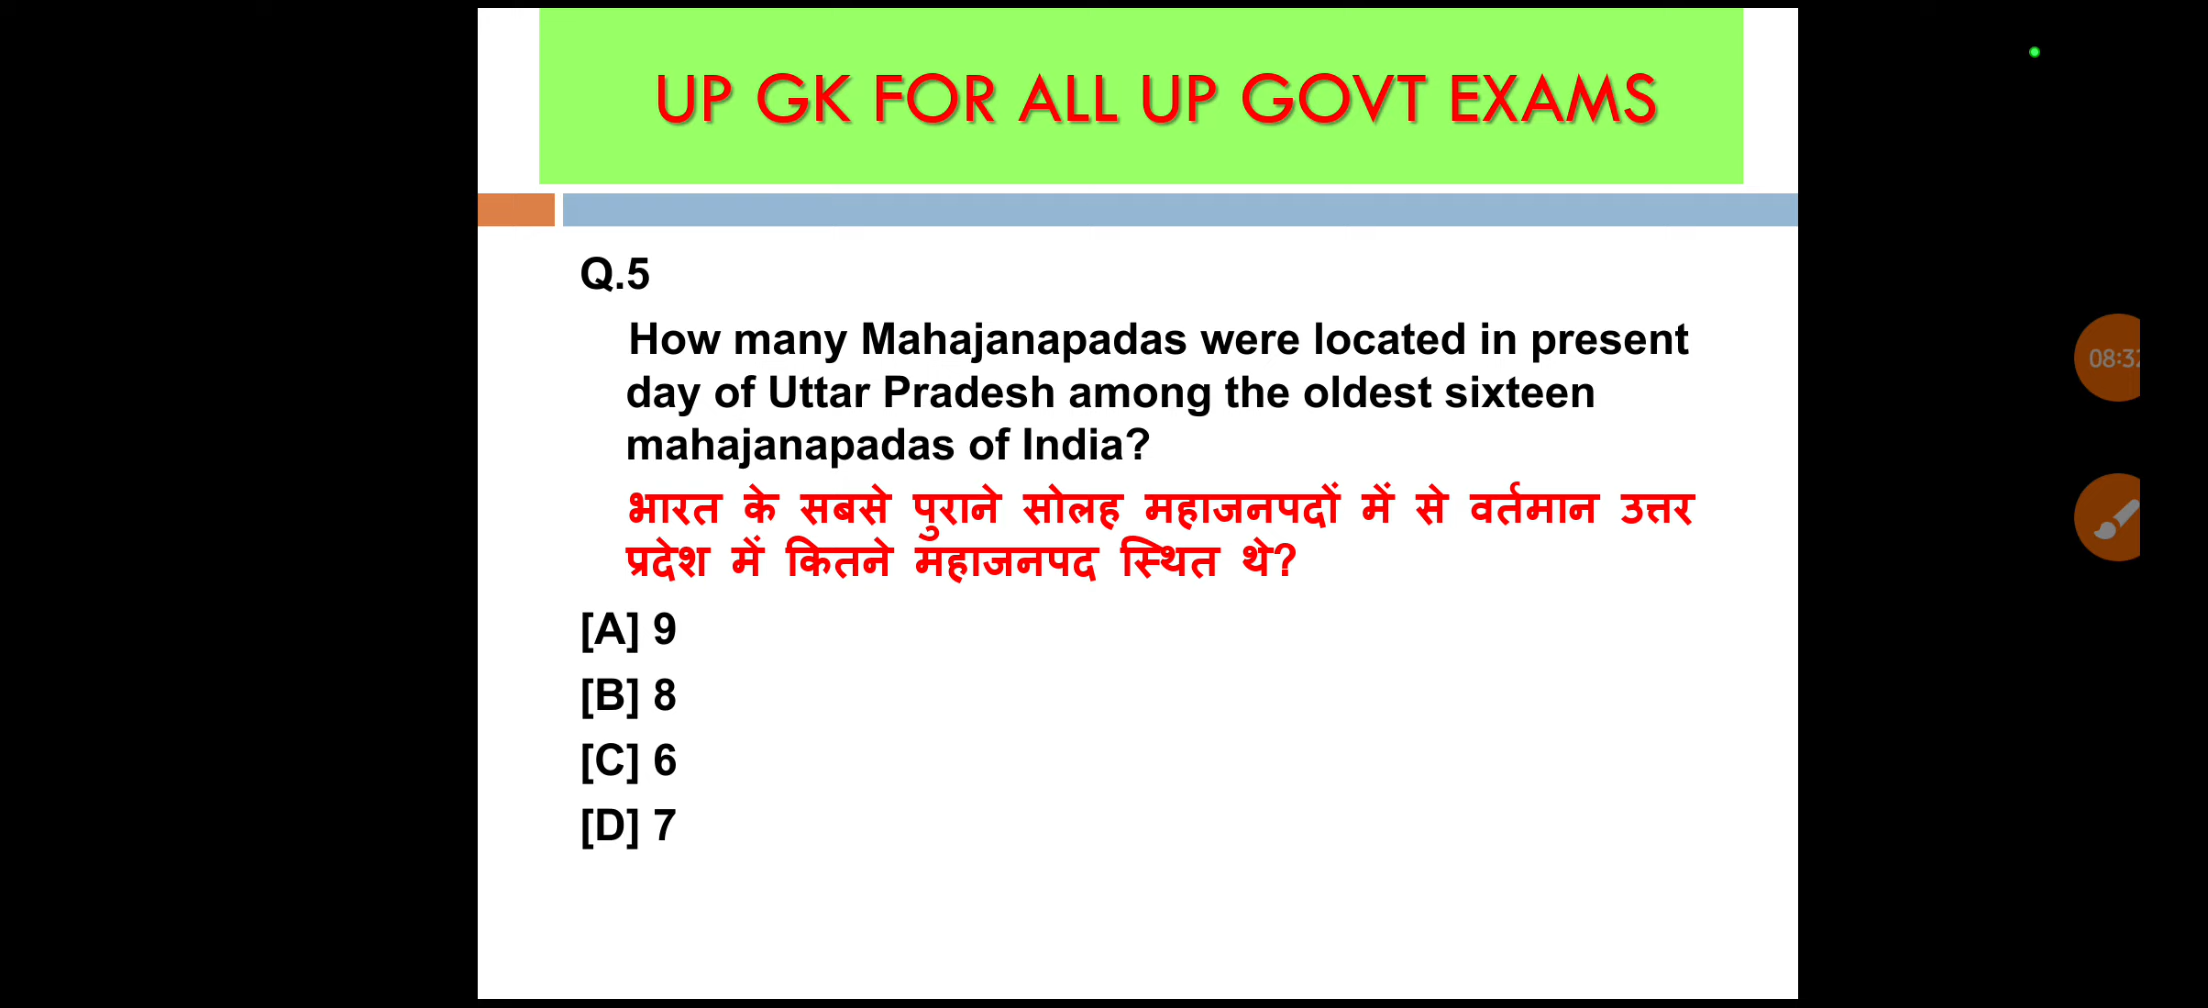 UP GK FOR ALL UP GOVT EXAMS
Q.5
How many Mahajanapadas were located in present
day of Uttar Pradesh among the oldest sixteen
mahajanapadas of India?
भारत के सबसे पुराने सोलह महाजनपदों में से वर्तमान उत्तर
प्रदेश में कितने महाजनपद स्थित थे?
[A] 9
[B] 8
[C] 6
[D] 7